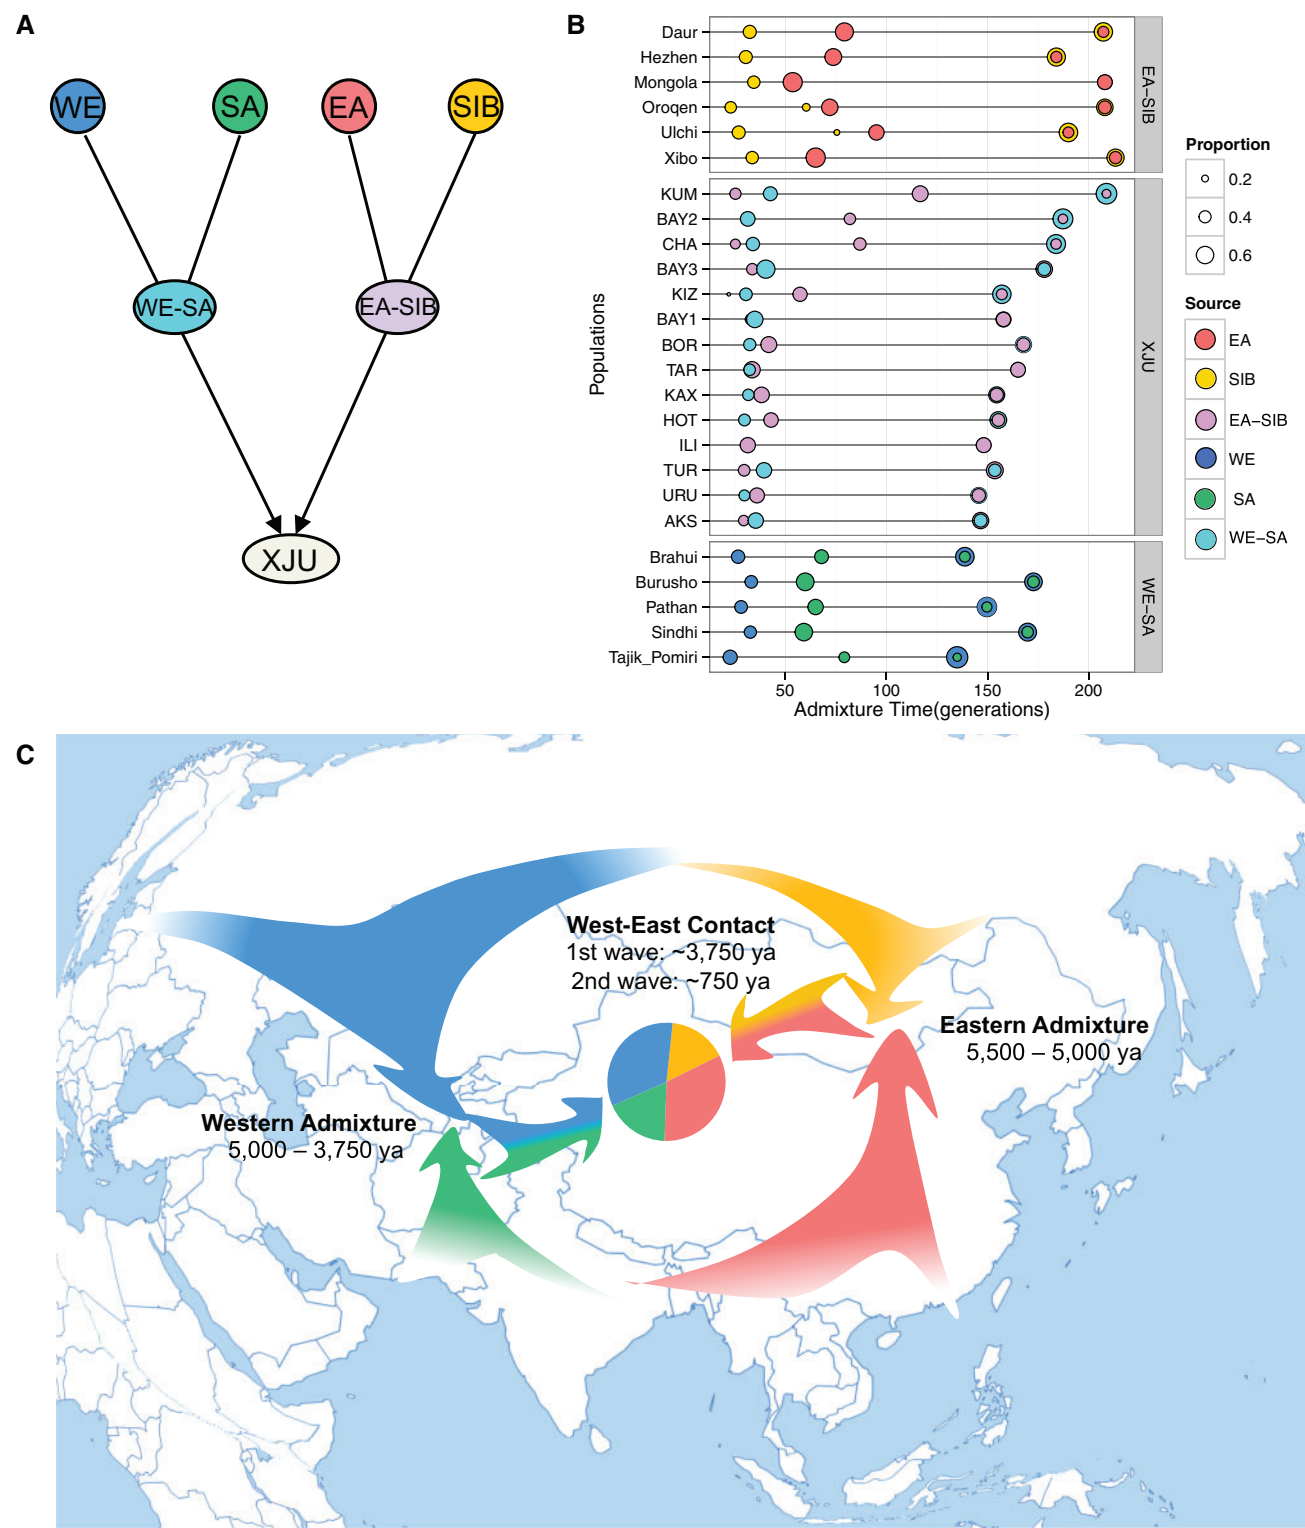 A
WE
SA
EA
SIB
WE-SA
EA-SIB
XJU
B
Populations
Daur
Hezhen
Mongola
Oroqen
Ulchi
Xibo
EA−SIB
KUM
BAY2
CHA
BAY3
KIZ
BAY1
BOR
TAR
KAX
HOT
ILI
TUR
URU
AKS
XJU
Brahui
Burusho
Pathan
Sindhi
Tajik_Pomiri
WE−SA
50 100 150 200
Admixture Time(generations)
Proportion
0.2
0.4
0.6
Source
EA
SIB
EA−SIB
WE
SA
WE−SA
C
West-East Contact
1st wave: ~3,750 ya
2nd wave: ~750 ya
Eastern Admixture
5,500 – 5,000 ya
Western Admixture
5,000 – 3,750 ya